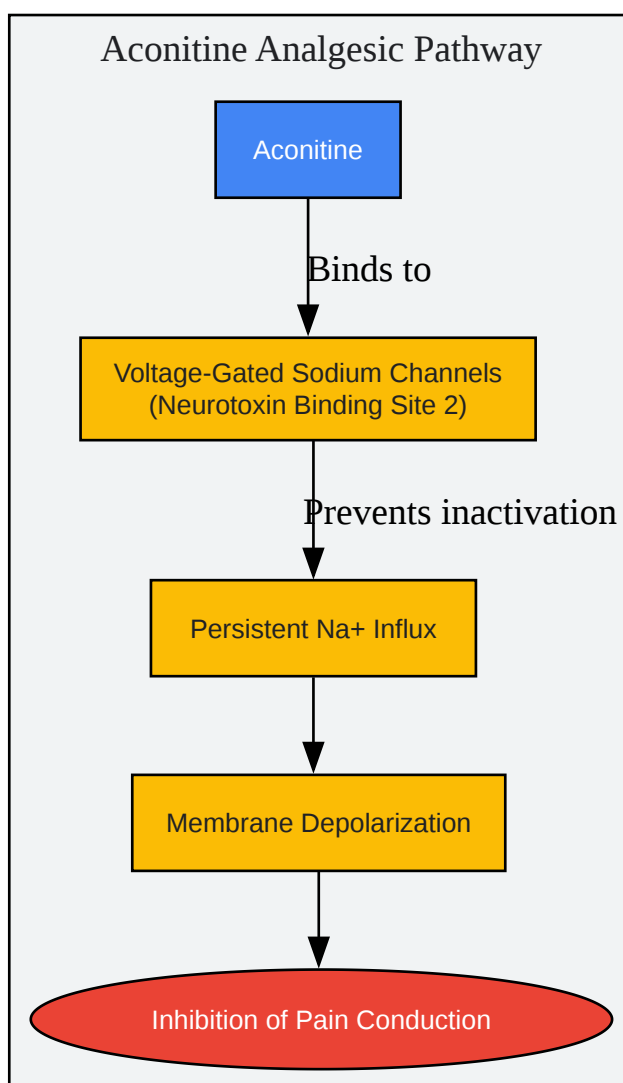 Aconitine Analgesic Pathway
Aconitine
Binds to
Voltage-Gated Sodium Channels
(Neurotoxin Binding Site 2)
Prevents inactivation
Persistent Na+ Influx
Membrane Depolarization
Inhibition of Pain Conduction